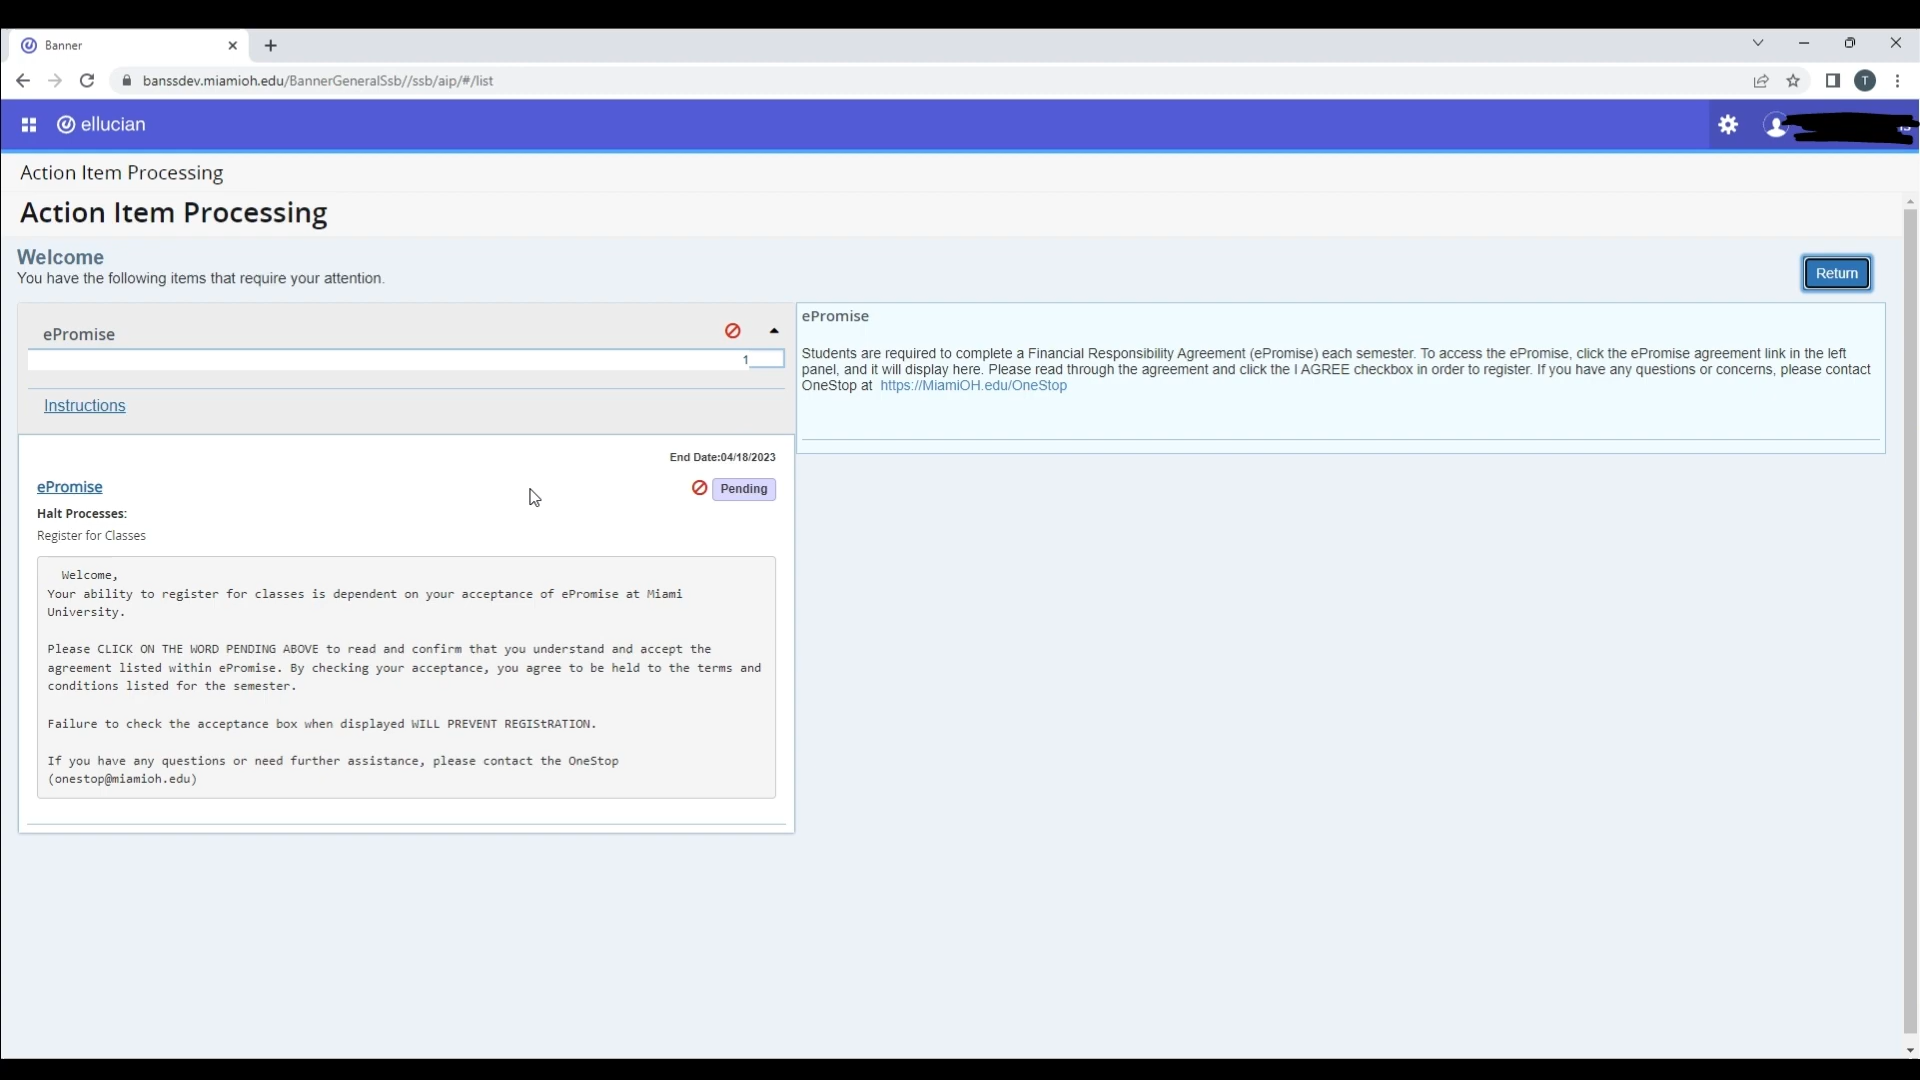 Banner
banssdev.miamioh.edu/BannerGeneralSsb//ssb/aip/#/list
T
ellucian
Action Item Processing
Action Item Processing
Welcome
You have the following items that require your attention.
Return
ePromise
1
Instructions
ePromise
Students are required to complete a Financial Responsibility Agreement (ePromise) each semester. To access the ePromise, click the ePromise agreement link in the left
panel, and it will display here. Please read through the agreement and click the I AGREE checkbox in order to register. If you have any questions or concerns, please contact
OneStop at https://MiamiOH.edu/OneStop
End Date:04/18/2023
ePromise
Pending
Halt Processes:
Register for Classes
Welcome,
Your ability to register for classes is dependent on your acceptance of ePromise at Miami
University.
Please CLICK ON THE WORD PENDING ABOVE to read and confirm that you understand and accept the
agreement listed within ePromise. By checking your acceptance, you agree to be held to the terms and
conditions listed for the semester.
Failure to check the acceptance box when displayed WILL PREVENT REGIStRATION.
If you have any questions or need further assistance, please contact the OneStop
(onestop@miamioh.edu)